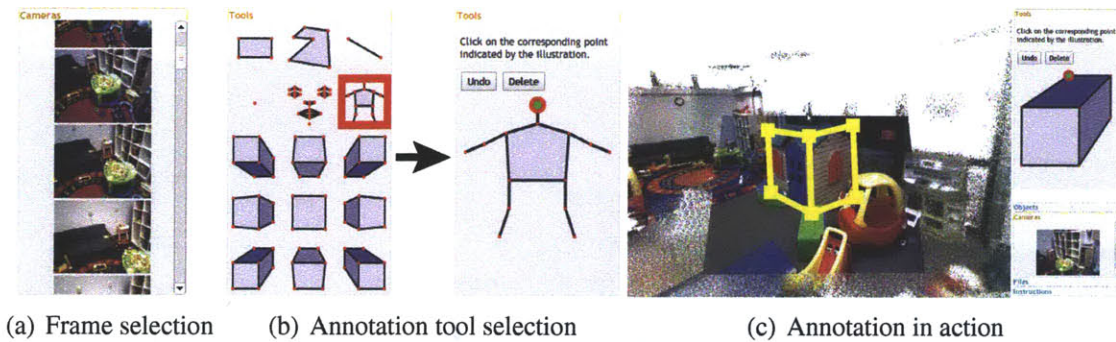 Cameras
Tools
Tools
Click on the corresponding point
indicated by the illustration.
Undo Delete
Tools
Click on the corresponding point
indicated by the illustration.
Undo Delete
Objects
Cameras
Files
Instructions
(a) Frame selection
(b) Annotation tool selection
(c) Annotation in action